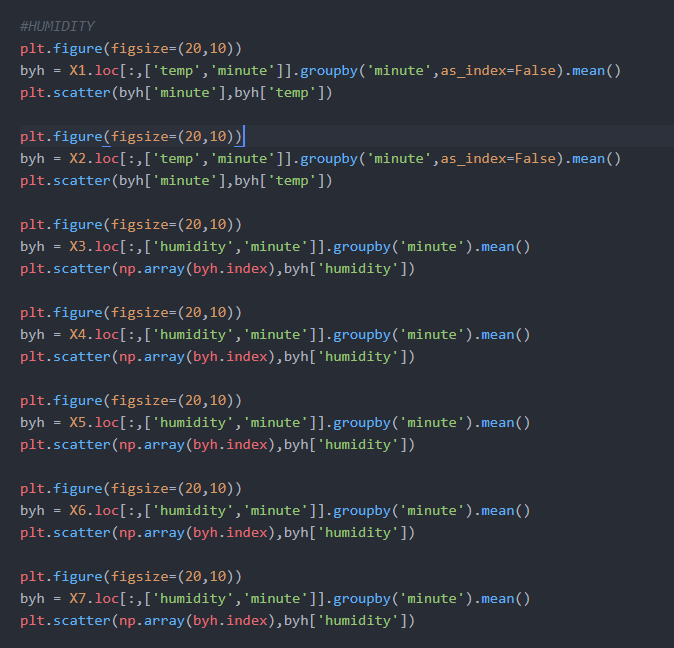 #HUMIDITY
plt.figure(figsize=(20,10))
byh = X1.loc[:,['temp','minute']].groupby('minute',as_index=False).mean()
plt.scatter(byh['minute'],byh['temp'])
plt.figure(figsize=(20,10))
byh = X2.loc[:,['temp','minute']].groupby('minute',as_index=False).mean()
plt.scatter(byh['minute'],byh['temp'])
plt.figure(figsize=(20,10))
byh = X3.loc[:,['humidity','minute']].groupby('minute').mean()
plt.scatter(np.array(byh.index),byh['humidity'])
plt.figure(figsize=(20,10))
byh = X4.loc[:,['humidity','minute']].groupby('minute').mean()
plt.scatter(np.array(byh.index),byh['humidity'])
plt.figure(figsize=(20,10))
byh = X5.loc[:,['humidity','minute']].groupby('minute').mean()
plt.scatter(np.array(byh.index),byh['humidity'])
plt.figure(figsize=(20,10))
byh = X6.loc[:,['humidity','minute']].groupby('minute').mean()
plt.scatter(np.array(byh.index),byh['humidity'])
plt.figure(figsize=(20,10))
byh = X7.loc[:,['humidity','minute']].groupby('minute').mean()
plt.scatter(np.array(byh.index),byh['humidity'])